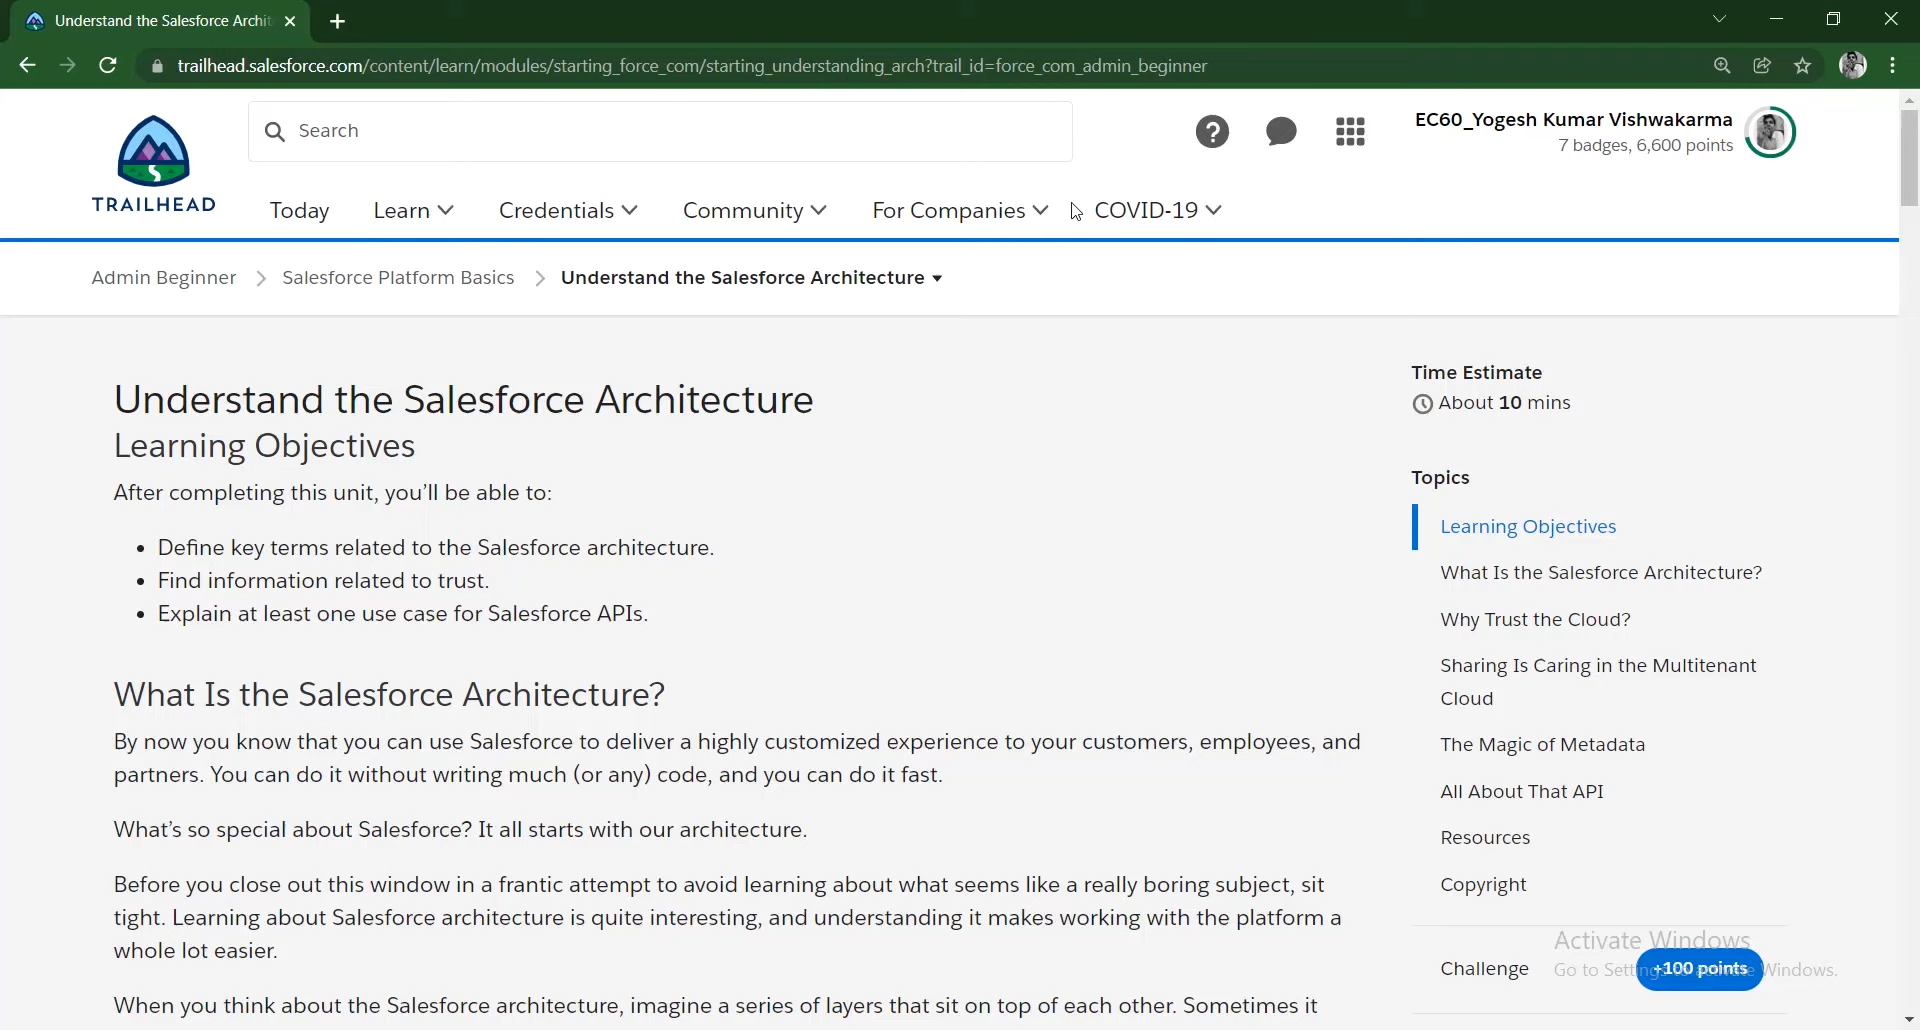 Understand the Salesforce Archit
trailhead.salesforce.com/content/learn/modules/starting_force_com/starting_understanding_arch?trail_id=force_com_admin_beginner
TRAILHEAD
Search
EC60_Yogesh Kumar Vishwakarma
7 badges, 6,600 points
Today
Learn
Credentials
Community
For Companies
COVID-19
Admin Beginner
Salesforce Platform Basics
Understand the Salesforce Architecture
Understand the Salesforce Architecture
Learning Objectives
After completing this unit, you'll be able to:
• Define key terms related to the Salesforce architecture.
• Find information related to trust.
• Explain at least one use case for Salesforce APIs.
What Is the Salesforce Architecture?
By now you know that you can use Salesforce to deliver a highly customized experience to your customers, employees, and
partners. You can do it without writing much (or any) code, and you can do it fast.
What's so special about Salesforce? It all starts with our architecture.
Before you close out this window in a frantic attempt to avoid learning about what seems like a really boring subject, sit
tight. Learning about Salesforce architecture is quite interesting, and understanding it makes working with the platform a
whole lot easier.
When you think about the Salesforce architecture, imagine a series of layers that sit on top of each other. Sometimes it
Time Estimate
About 10 mins
Topics
Learning Objectives
What Is the Salesforce Architecture?
Why Trust the Cloud?
Sharing Is Caring in the Multitenant
Cloud
The Magic of Metadata
All About That API
Resources
Copyright
Challenge
+100 points
Activate Windows
Go to Settings to activate Windows.